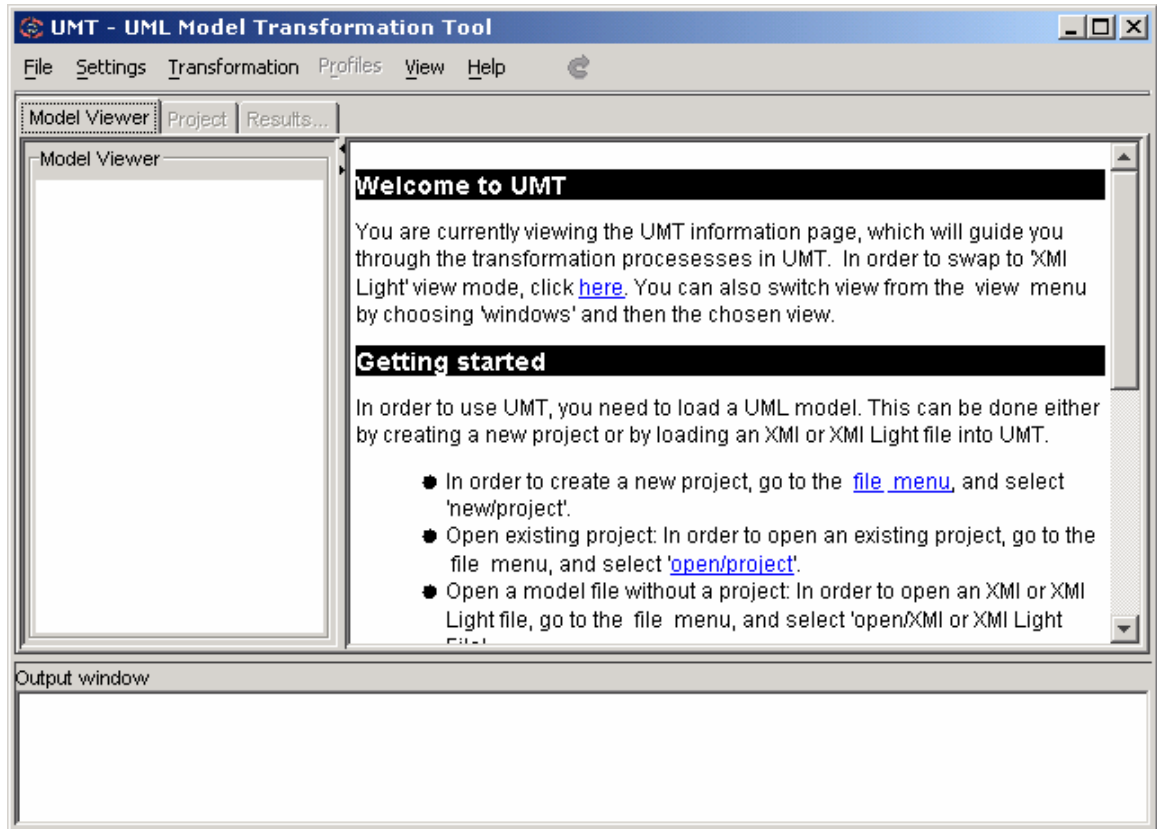 UMT - UML Model Transformation Tool
File Settings Transformation Profiles View Help
Model Viewer Project Results...
Model Viewer
Welcome to UMT
You are currently viewing the UMT information page, which will guide you
through the transformation procesesses in UMT. In order to swap to 'XMI
Light' view mode, click here. You can also switch view from the view menu
by choosing 'windows' and then the chosen view.
Getting started
In order to use UMT, you need to load a UML model. This can be done either
by creating a new project or by loading an XMI or XMI Light file into UMT.
In order to create a new project, go to the file menu, and select
'new/project'.
Open existing project: In order to open an existing project, go to the
file menu, and select 'open/project'.
Open a model file without a project: In order to open an XMI or XMI
Light file, go to the file menu, and select 'open/XMI or XMI Light
Output window